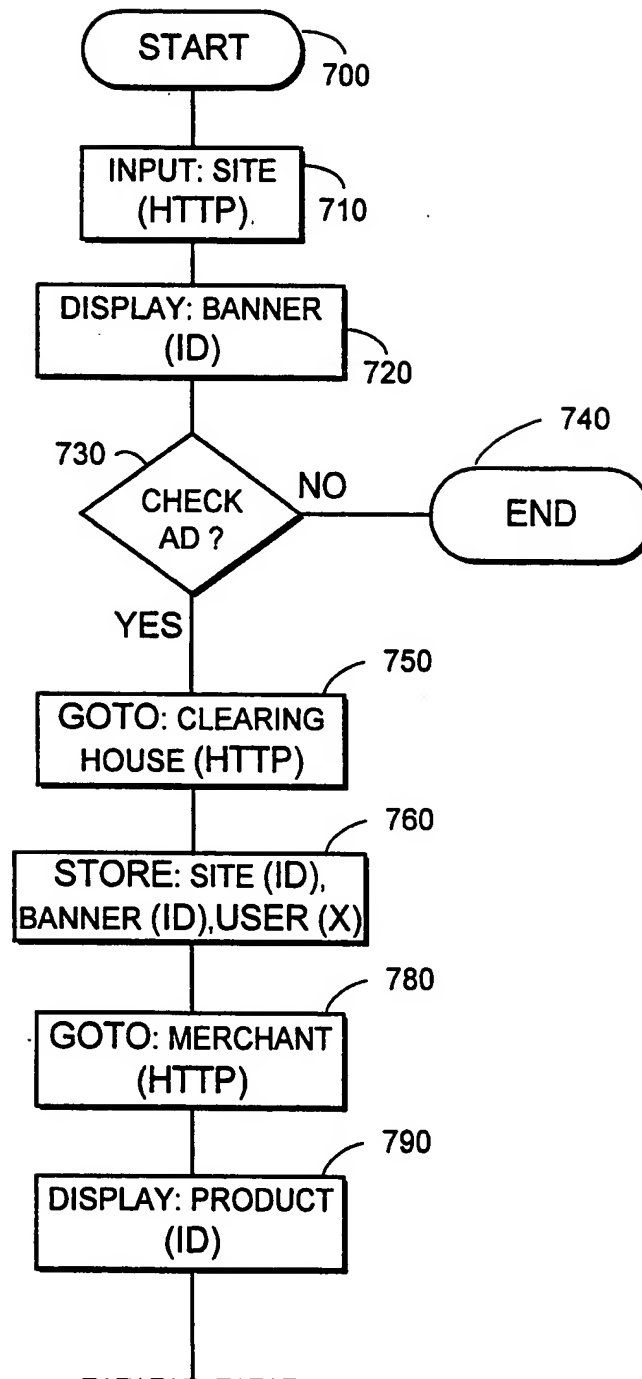 START
700
INPUT: SITE
(HTTP).
710
DISPLAY: BANNER
(ID)
720
730
CHECK
AD ?
NO
740
END
YES
750
GOTO: CLEARING
HOUSE (HTTP)
760
STORE: SITE (ID),
BANNER (ID),USER (X)
780
GOTO: MERCHANT
(HTTP)
790
DISPLAY: PRODUCT
(ID)